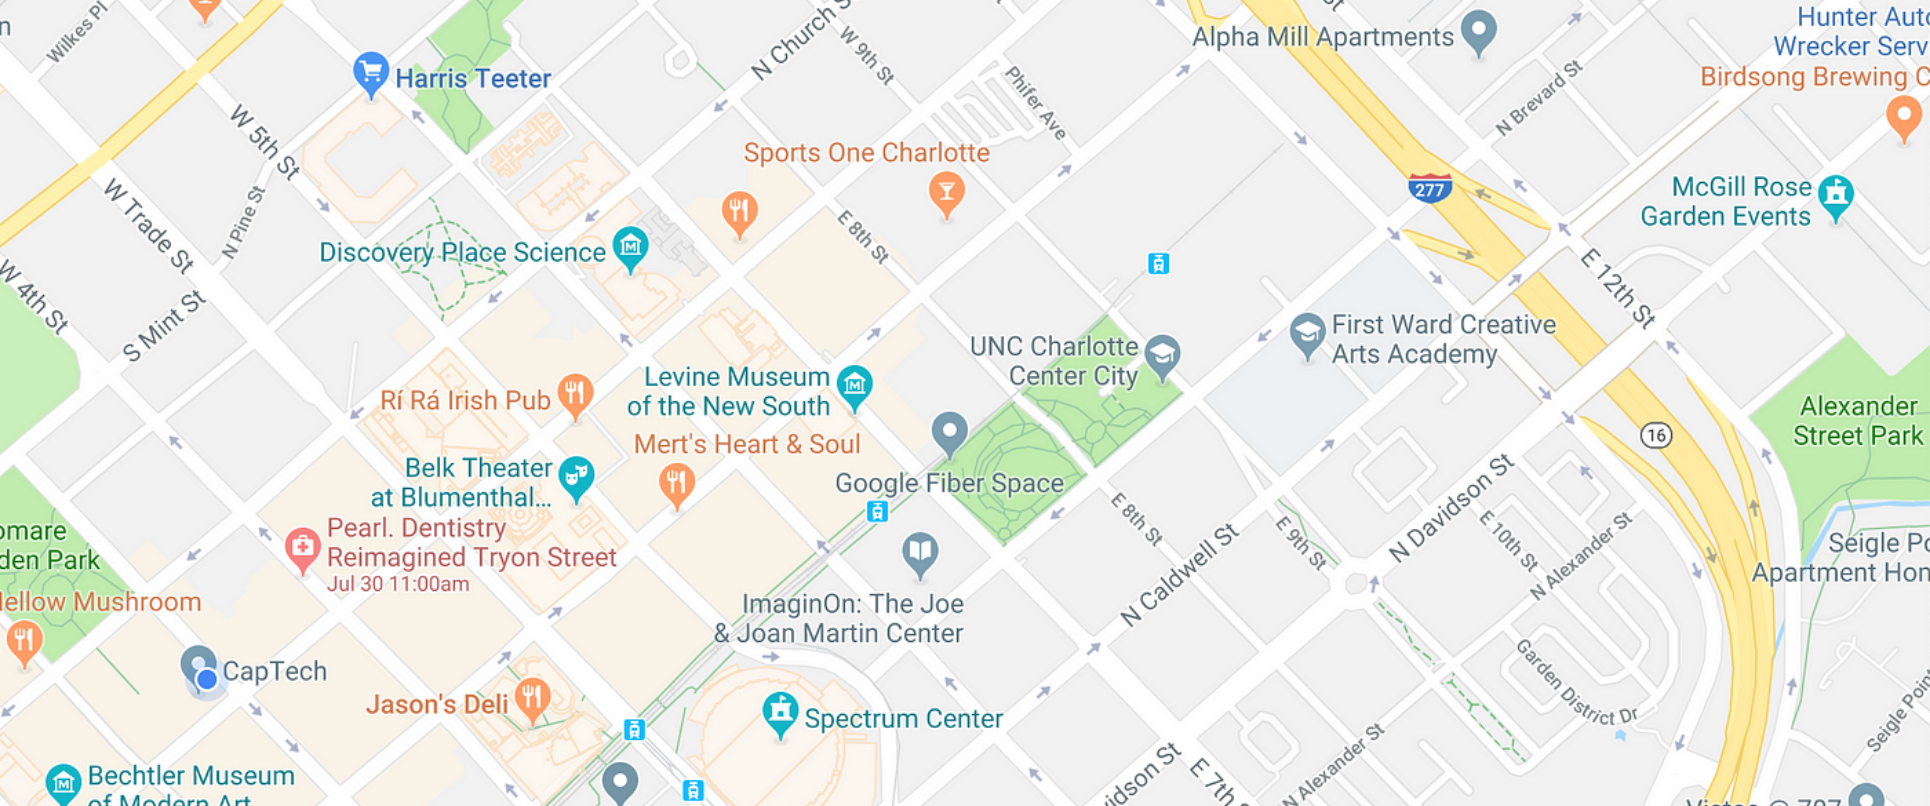 n
Wilkes Pl
N Church S
W 9th St
St
Alpha Mill Apartments
Hunter Auto
Wrecker Serv
Birdsong Brewing C
Harris Teeter
Phifer Ave
N Brevard St
W 5th St
Sports One Charlotte
277
McGill Rose
Garden Events
W Trade St
N Pine St
Discovery Place Science
E 8th St
W 4th St
S Mint St
E 12th St
UNC Charlotte
Center City
First Ward Creative
Arts Academy
Levine Museum
of the New South
Rí Rá Irish Pub
Mert's Heart & Soul
Alexander
Street Park
16
Belk Theater
at Blumenthal...
Google Fiber Space
E 8th St
E 9th St
N Davidson St
E 10th St
N Alexander St
omare
den Park
Pearl. Dentistry
Reimagined Tryon Street
Jul 30 11:00am
N Caldwell St
Seigle Po
Apartment Hom
ellow Mushroom
ImaginOn: The Joe
& Joan Martin Center
CapTech
Jason's Deli
Spectrum Center
Garden District Dr
Seigle Point
N Alexander St
vidson St
E 7th S
Bechtler Museum
of Modern Art